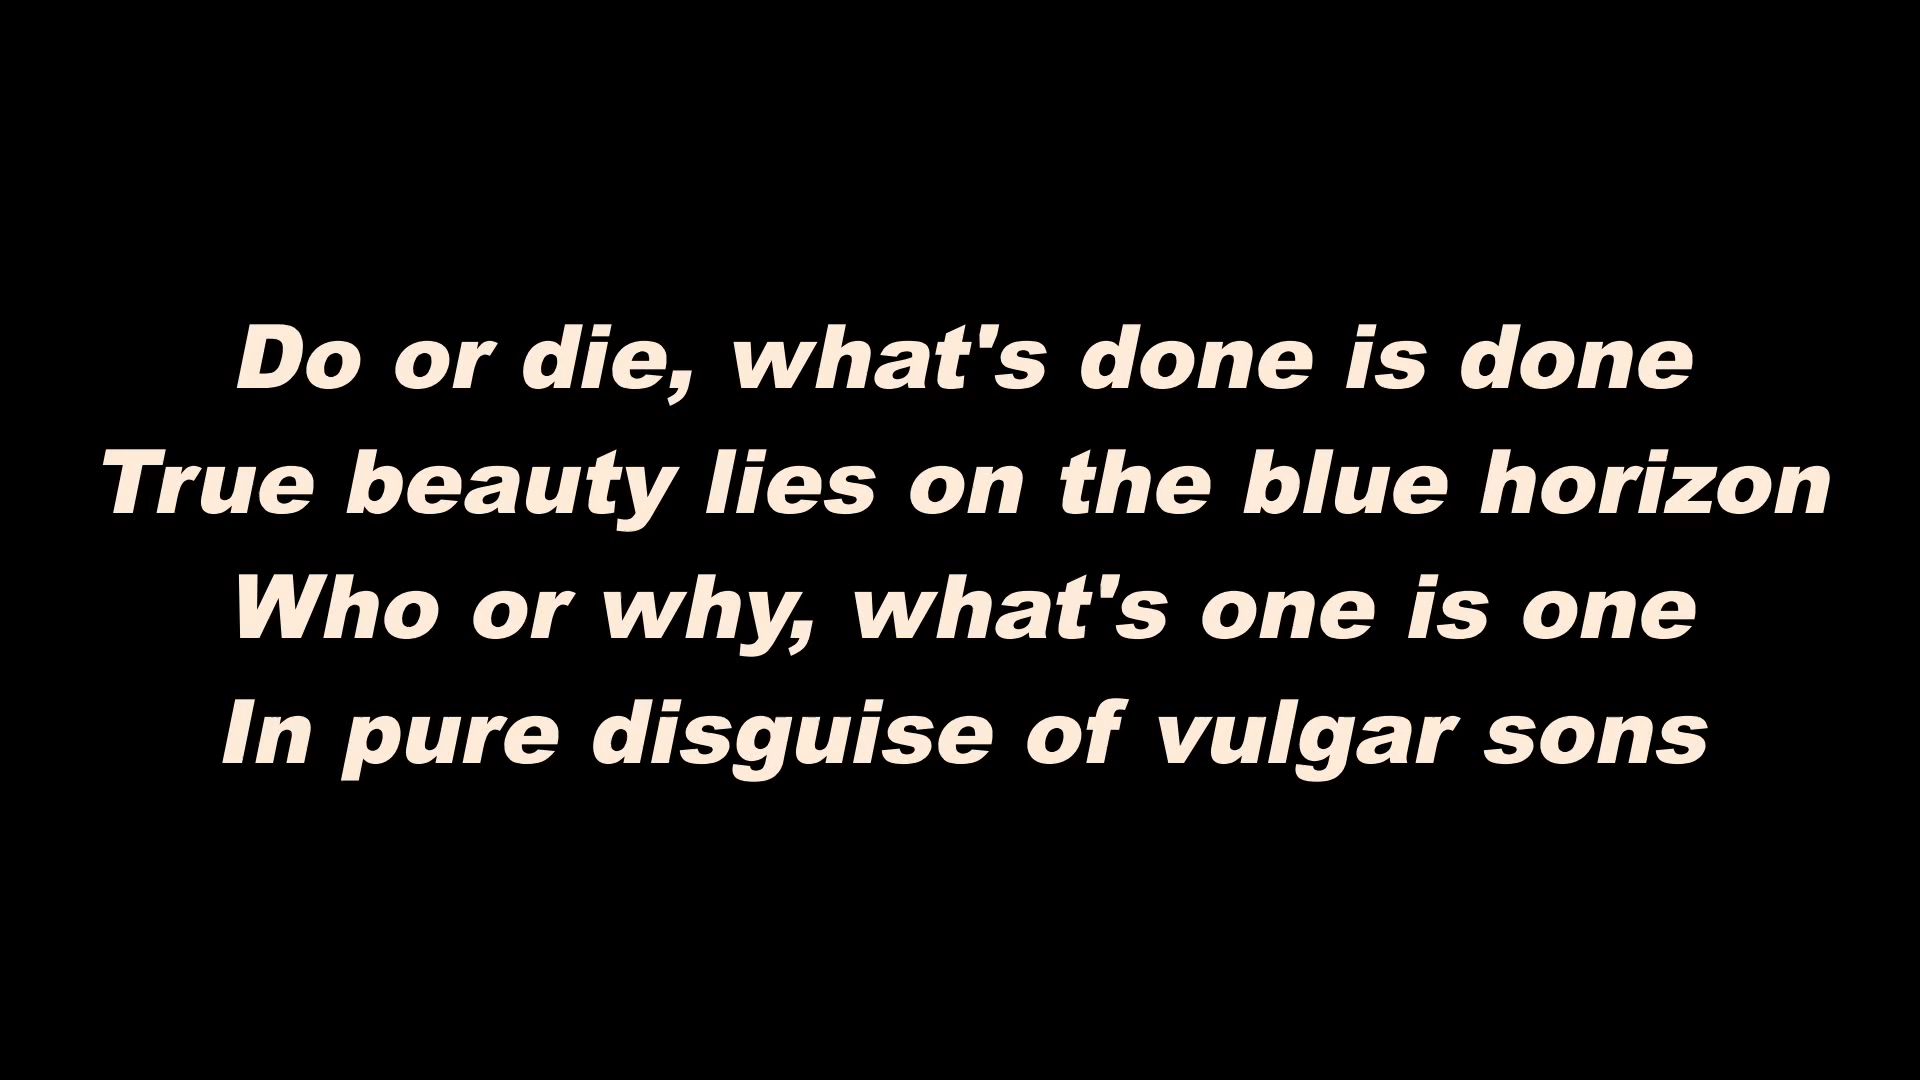 Do or die, what's done is done
True beauty lies on the blue horizon
Who or why, what's one is one
In pure disguise of vulgar sons